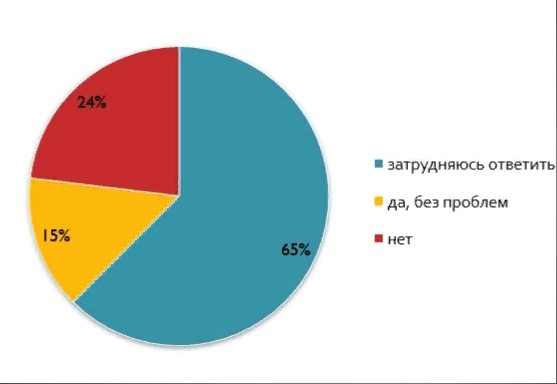 24%
15%
65%
затрудняюсь ответить
да, без проблем
нет